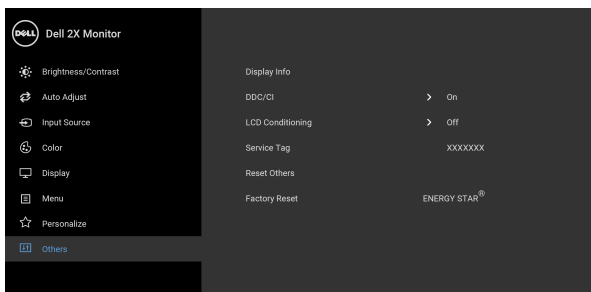 DELL Dell 2X Monitor
Brightness/Contrast
Auto Adjust
Input Source
Color
Display
Menu
Personalize
Others
Display Info
DDC/CI > On
LCD Conditioning > Off
Service Tag XXXXXXX
Reset Others
Factory Reset ENERGY STAR®